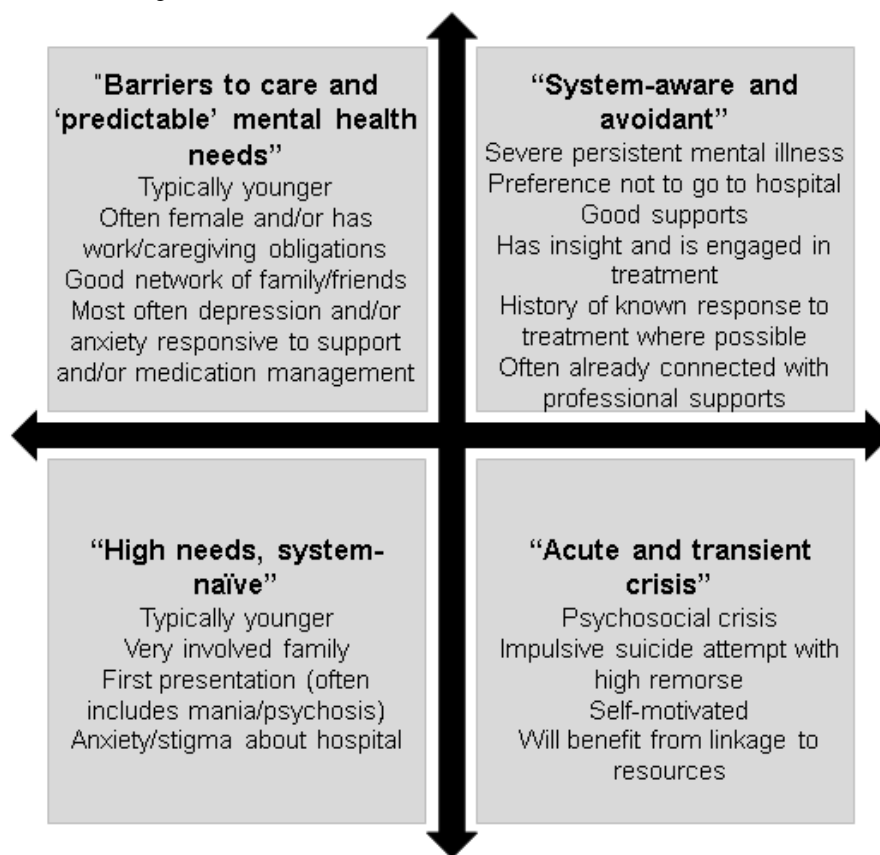 "Barriers to care and
‘predictable’ mental health
needs”
Typically younger
Often female and/or has
work/caregiving obligations
Good network of family/friends
Most often depression and/or
anxiety responsive to support
and/or medication management
“System-aware and
avoidant”
Severe persistent mental illness
Preference not to go to hospital
Good supports
Has insight and is engaged in
treatment
History of known response to
treatment where possible
Often already connected with
professional supports
“High needs, system-
naïve”
Typically younger
Very involved family
First presentation (often
includes mania/psychosis)
Anxiety/stigma about hospital
“Acute and transient
crisis”
Psychosocial crisis
Impulsive suicide attempt with
high remorse
Self-motivated
Will benefit from linkage to
resources